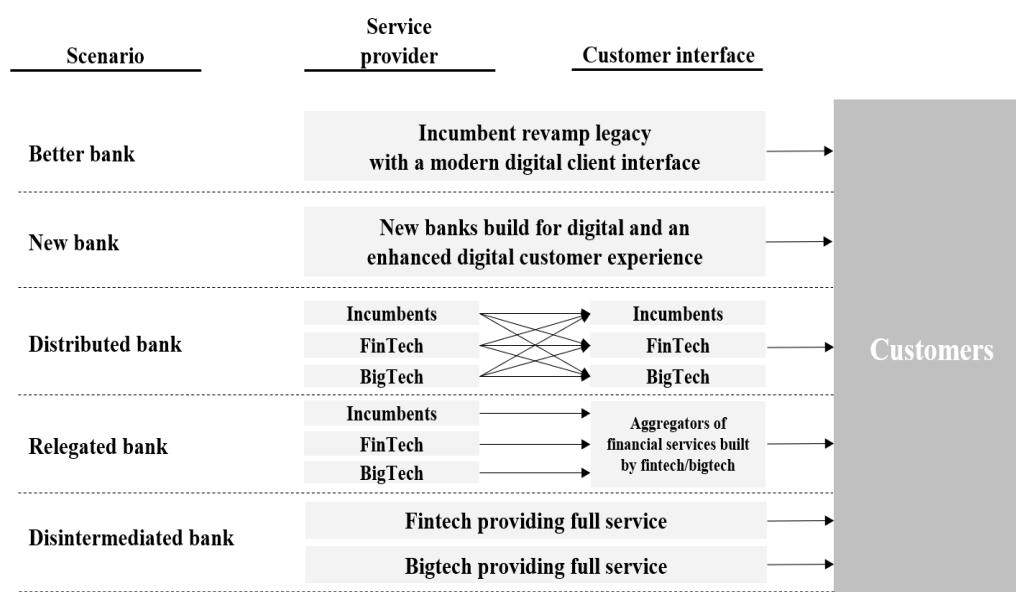 Scenario
Service
provider
Customer interface
Better bank
Incumbent revamp legacy
with a modern digital client interface
New bank
New banks build for digital and an
enhanced digital customer experience
Distributed bank
Incumbents
FinTech
BigTech
Incumbents
FinTech
BigTech
Relegated bank
Incumbents
FinTech
BigTech
Aggregators of
financial services built
by fintech/bigtech
Disintermediated bank
Fintech providing full service
Bigtech providing full service
Customers